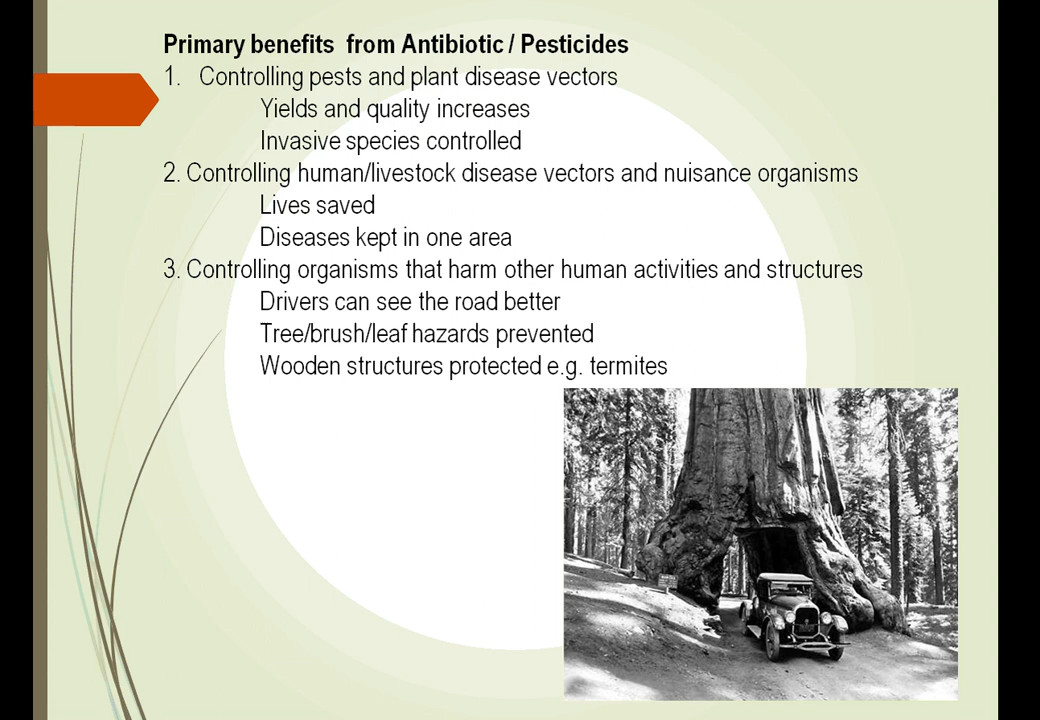 Primary benefits from Antibiotic / Pesticides
1. Controlling pests and plant disease vectors
Yields and quality increases
Invasive species controlled
2. Controlling human/livestock disease vectors and nuisance organisms
Lives saved
Diseases kept in one area
3. Controlling organisms that harm other human activities and structures
Drivers can see the road better
Tree/brush/leaf hazards prevented
Wooden structures protected e.g. termites